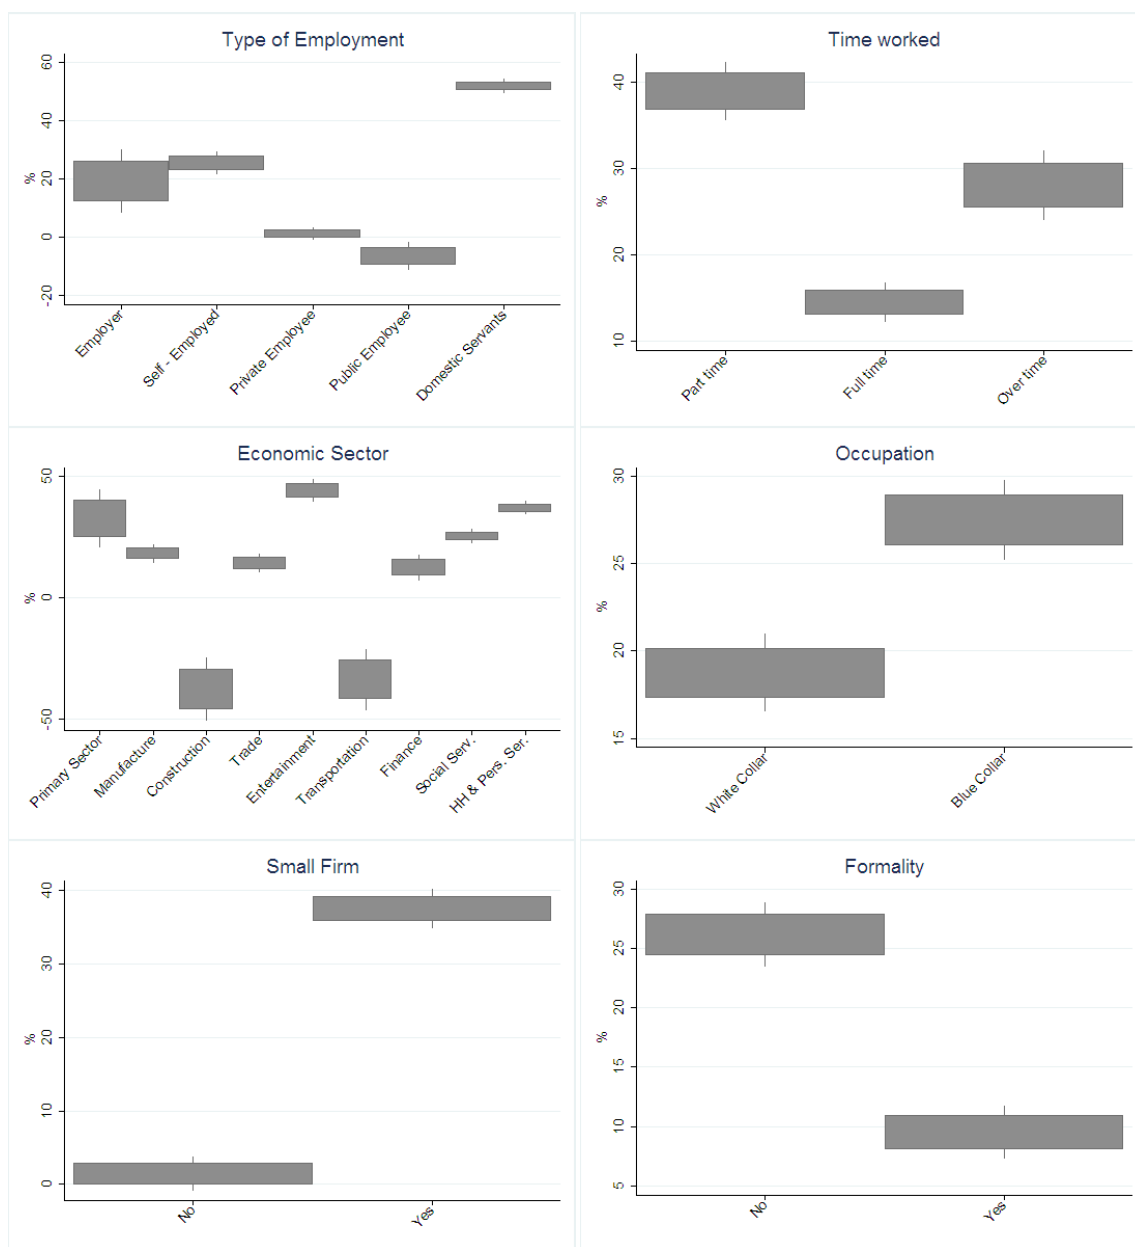 Type of Employment
60
40
20
0
-20
%
Employer
Self - Employed
Private Employee
Public Employee
Domestic Servants
Time worked
40
30
20
10
%
Part time
Full time
Over time
Economic Sector
50
0
-50
%
Primary Sector
Manufacture
Construction
Trade
Entertainment
Transportation
Finance
Social Serv.
HH & Pers. Ser.
Occupation
30
25
20
15
%
White Collar
Blue Collar
Small Firm
40
30
20
10
0
%
No
Yes
Formality
30
25
20
15
10
5
%
No
Yes